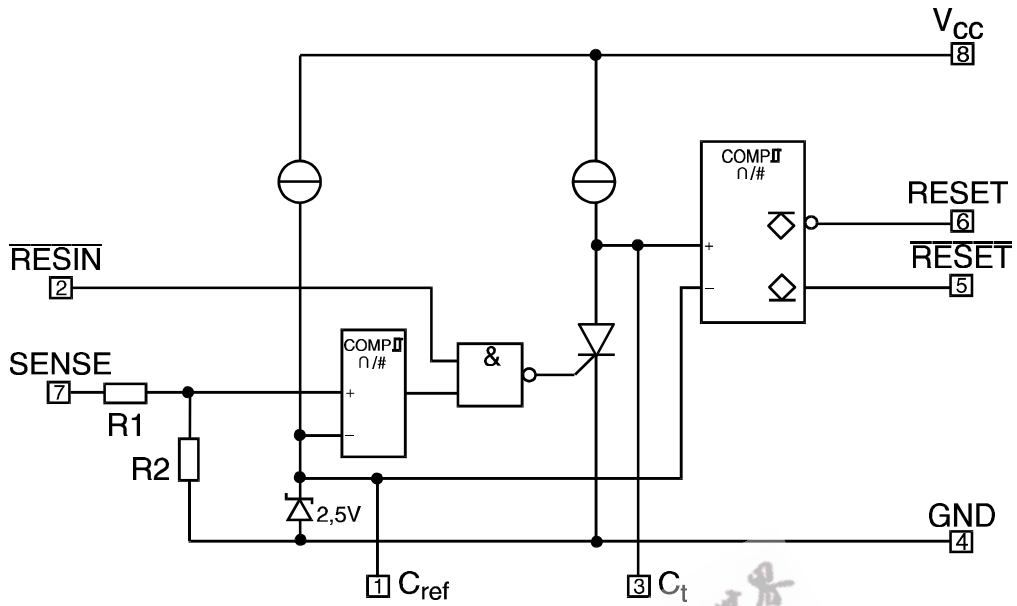 VCC
8
COMP
∩/#
RESET
6
RESIN
RESET
2
5
+
−
COMP
∩/#
&
SENSE
7
R1
+
−
R2
2,5V
GND
4
1
Cref
3
Ct